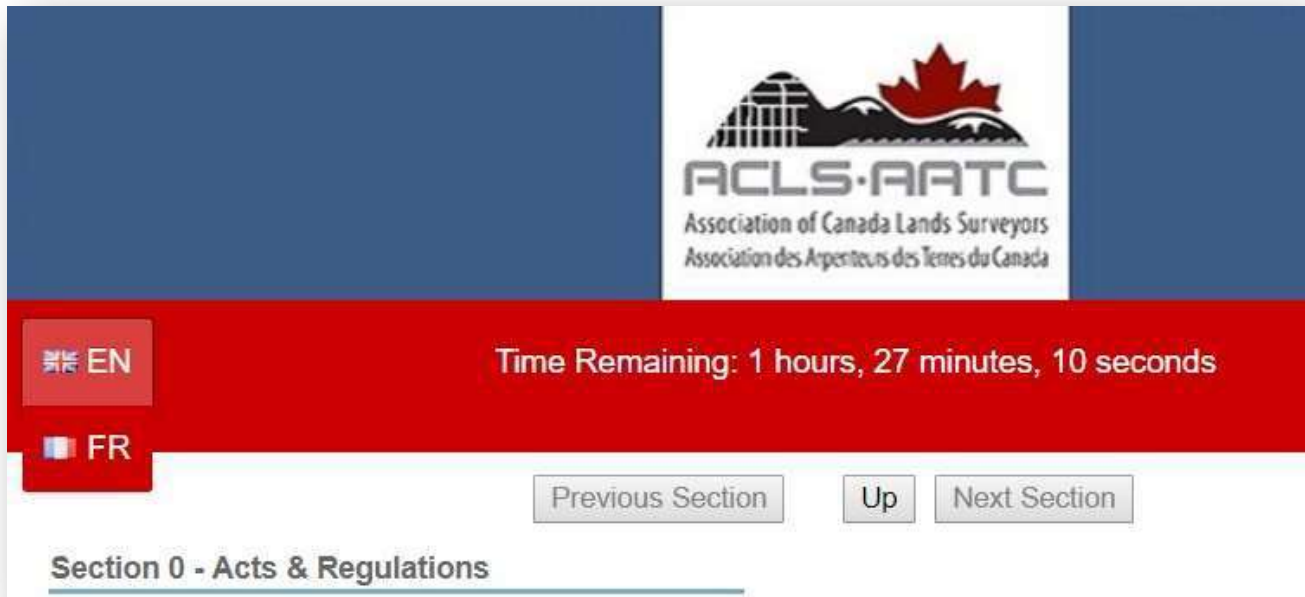 ACLS·AATC
Association of Canada Lands Surveyors
Association des Arpenteurs des Terres du Canada
EN
Time Remaining: 1 hours, 27 minutes, 10 seconds
FR
Previous Section
Up
Next Section
Section 0 - Acts & Regulations